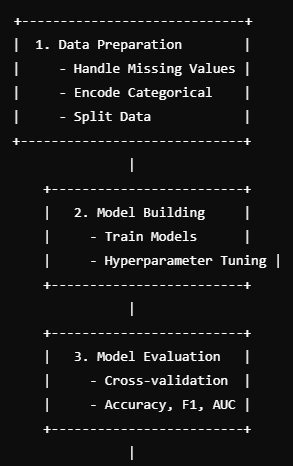 +-----------------------------+
|  1. Data Preparation        |
|     - Handle Missing Values |
|     - Encode Categorical    |
|     - Split Data            |
+-----------------------------+
              |
    +-------------------------+
    |   2. Model Building     |
    |     - Train Models      |
    |     - Hyperparameter Tuning |
    +-------------------------+
              |
    +-------------------------+
    |   3. Model Evaluation   |
    |     - Cross-validation  |
    |     - Accuracy, F1, AUC |
    +-------------------------+
              |